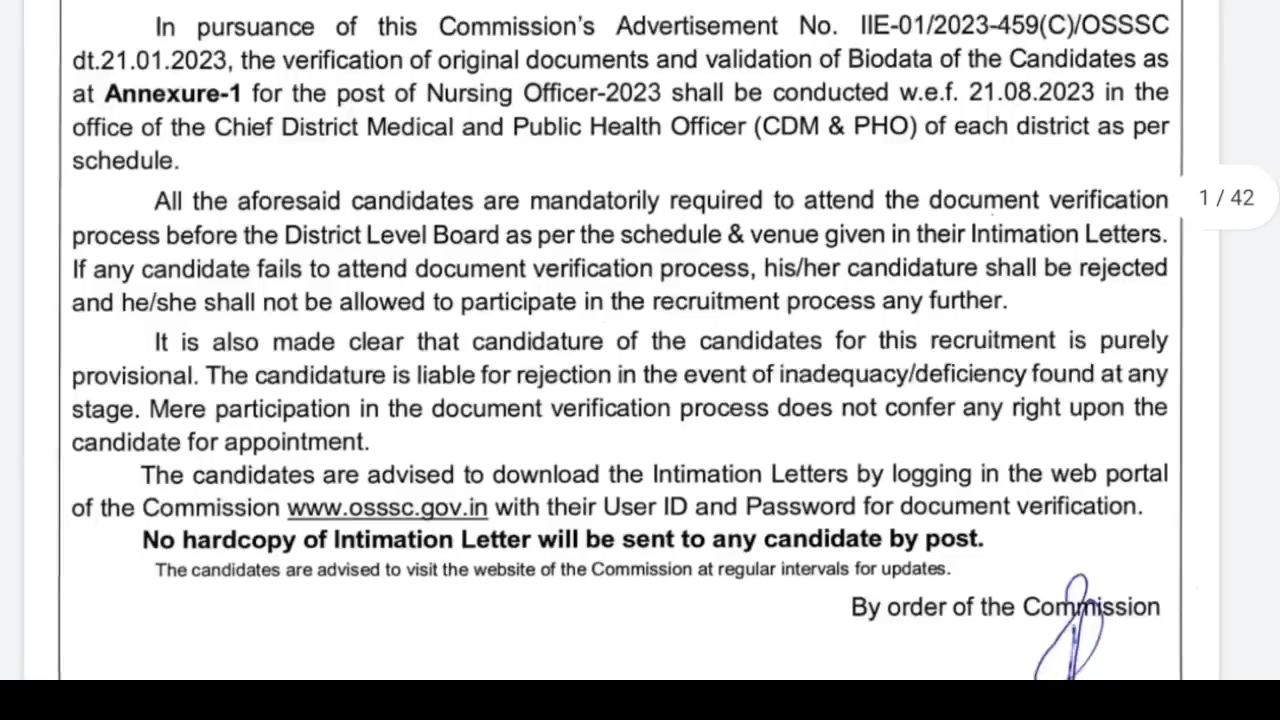 In pursuance of this Commission's Advertisement No. IIE-01/2023-459(C)/OSSSC
dt.21.01.2023, the verification of original documents and validation of Biodata of the Candidates as
at Annexure-1 for the post of Nursing Officer-2023 shall be conducted w.e.f. 21.08.2023 in the
office of the Chief District Medical and Public Health Officer (CDM & PHO) of each district as per
schedule.
All the aforesaid candidates are mandatorily required to attend the document verification
process before the District Level Board as per the schedule & venue given in their Intimation Letters.
If any candidate fails to attend document verification process, his/her candidature shall be rejected
and he/she shall not be allowed to participate in the recruitment process any further.
It is also made clear that candidature of the candidates for this recruitment is purely
provisional. The candidature is liable for rejection in the event of inadequacy/deficiency found at any
stage. Mere participation in the document verification process does not confer any right upon the
candidate for appointment.
The candidates are advised to download the Intimation Letters by logging in the web portal
of the Commission www.osssc.gov.in with their User ID and Password for document verification.
No hardcopy of Intimation Letter will be sent to any candidate by post.
The candidates are advised to visit the website of the Commission at regular intervals for updates.
By order of the Commission
1 / 42